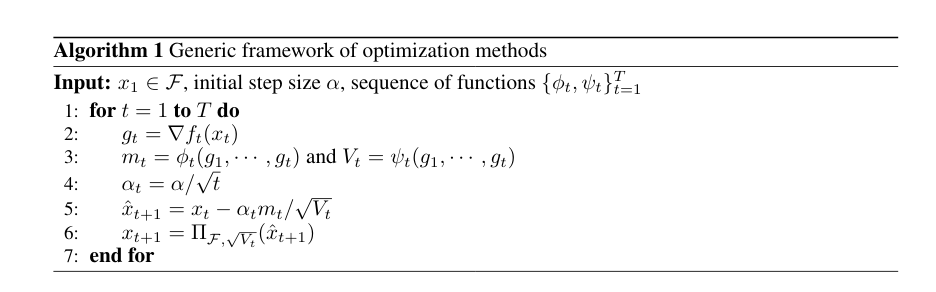 Algorithm 1 Generic framework of optimization methods
Input: $x_1 \in \mathcal{F}$, initial step size $\alpha$, sequence of functions $\{\phi_t, \psi_t\}_{t=1}^T$
1: for $t = 1$ to $T$ do
2: $g_t = \nabla f_t(x_t)$
3: $m_t = \phi_t(g_1, \cdots, g_t)$ and $V_t = \psi_t(g_1, \cdots, g_t)$
4: $\alpha_t = \alpha/\sqrt{t}$
5: $\hat{x}_{t+1} = x_t - \alpha_t m_t/\sqrt{V_t}$
6: $x_{t+1} = \Pi_{\mathcal{F},\sqrt{V_t}}(\hat{x}_{t+1})$
7: end for